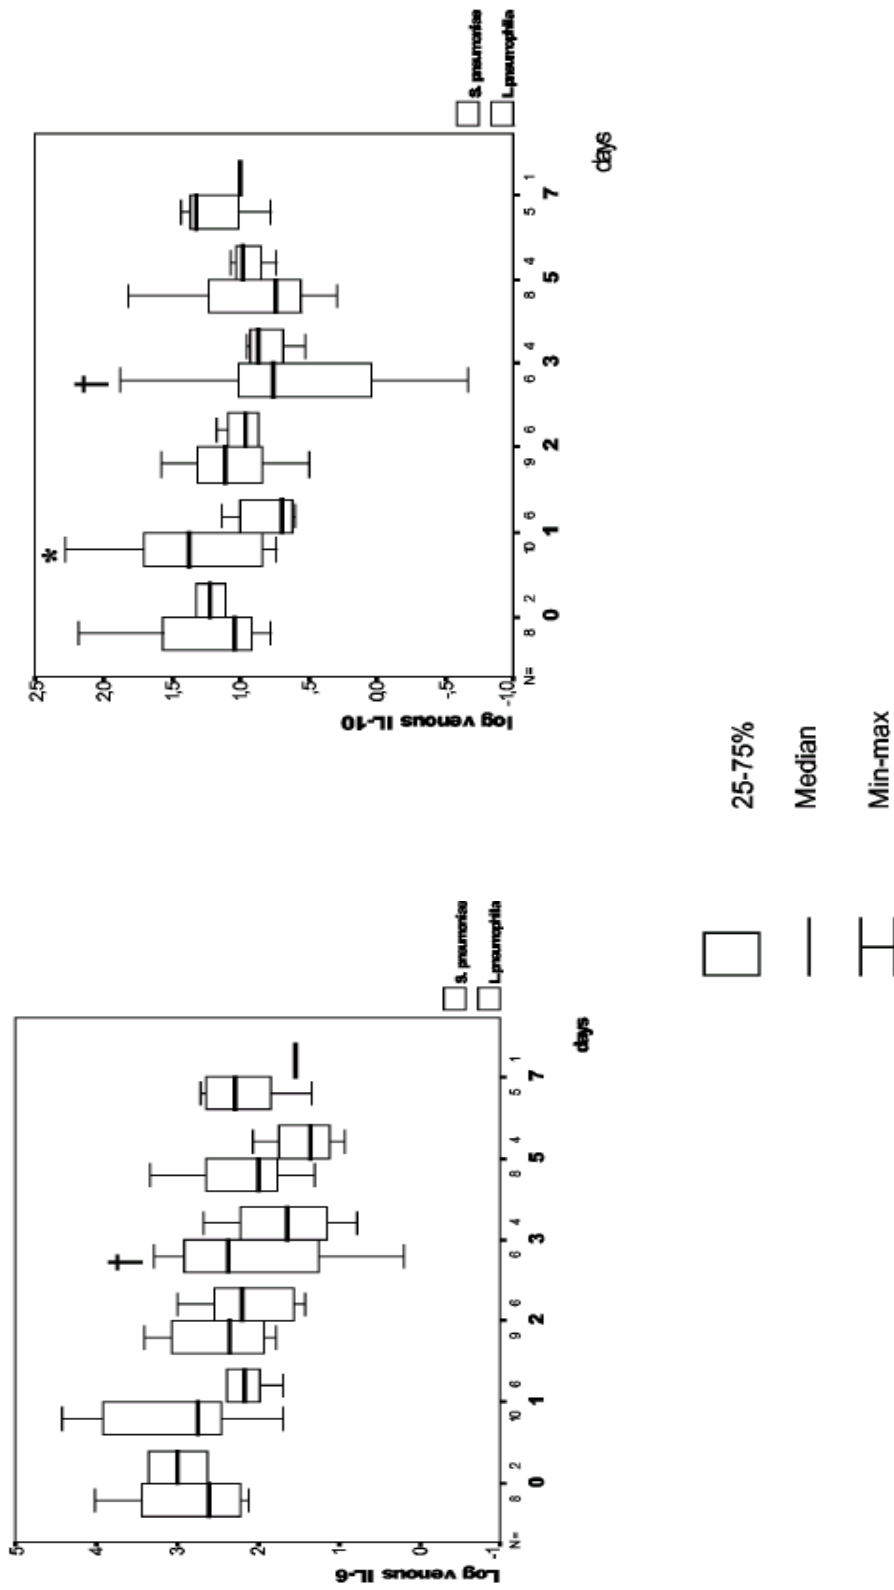 Log venous IL-6
5
4
3
2
1
0
-1
N=
8 2
10 6
9 6
6 4
8 4
5 1
0 1 2 3 5 7
days
†
S. pneumoniae
L.pneumophila
log venous IL-10
2,5
2,0
1,5
1,0
,5
0,0
-,5
-1,0
N=
8 2
10 6
9 6
6 4
8 4
5 1
0 1 2 3 5 7
days
*
†
S. pneumoniae
L.pneumophila
25-75%
Median
Min-max